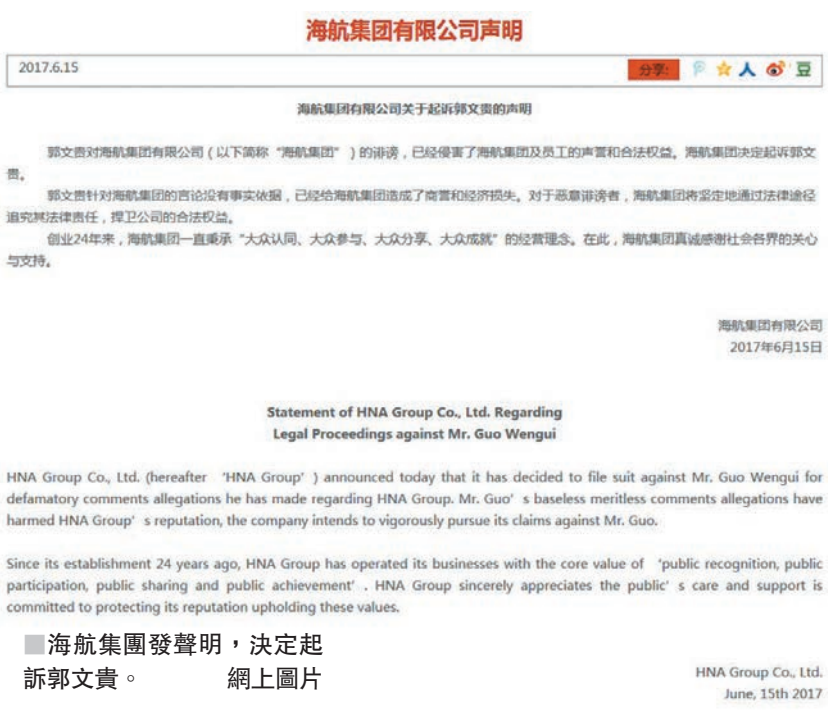 海航集团有限公司声明
2017.6.15
分享:
豆
海航集团有限公司关于起诉郭文贵的声明
郭文贵对海航集团有限公司（以下简称“海航集团”）的诽谤，已经侵害了海航集团及员工的声誉和合法权益。海航集团决定起诉郭文
贵。
郭文贵针对海航集团的言论没有事实依据，已经给海航集团造成了商誉和经济损失。对于恶意诽谤者，海航集团将坚定地通过法律途径
追究其法律责任，捍卫公司的合法权益。
创业24年来，海航集团一直秉承“大众认同、大众参与、大众分享、大众成就”的经营理念。在此，海航集团真诚感谢社会各界的关心
与支持。
海航集团有限公司
2017年6月15日
Statement of HNA Group Co., Ltd. Regarding
Legal Proceedings against Mr. Guo Wengui
HNA Group Co., Ltd. (hereafter ‘HNA Group’) announced today that it has decided to file suit against Mr. Guo Wengui for
defamatory comments allegations he has made regarding HNA Group. Mr. Guo’s baseless meritless comments allegations have
harmed HNA Group’s reputation, the company intends to vigorously pursue its claims against Mr. Guo.
Since its establishment 24 years ago, HNA Group has operated its businesses with the core value of ‘public recognition, public
participation, public sharing and public achievement’. HNA Group sincerely appreciates the public’s care and support is
committed to protecting its reputation upholding these values.
■海航集團發聲明，決定起
訴郭文貴。 網上圖片
HNA Group Co., Ltd.
June, 15th 2017